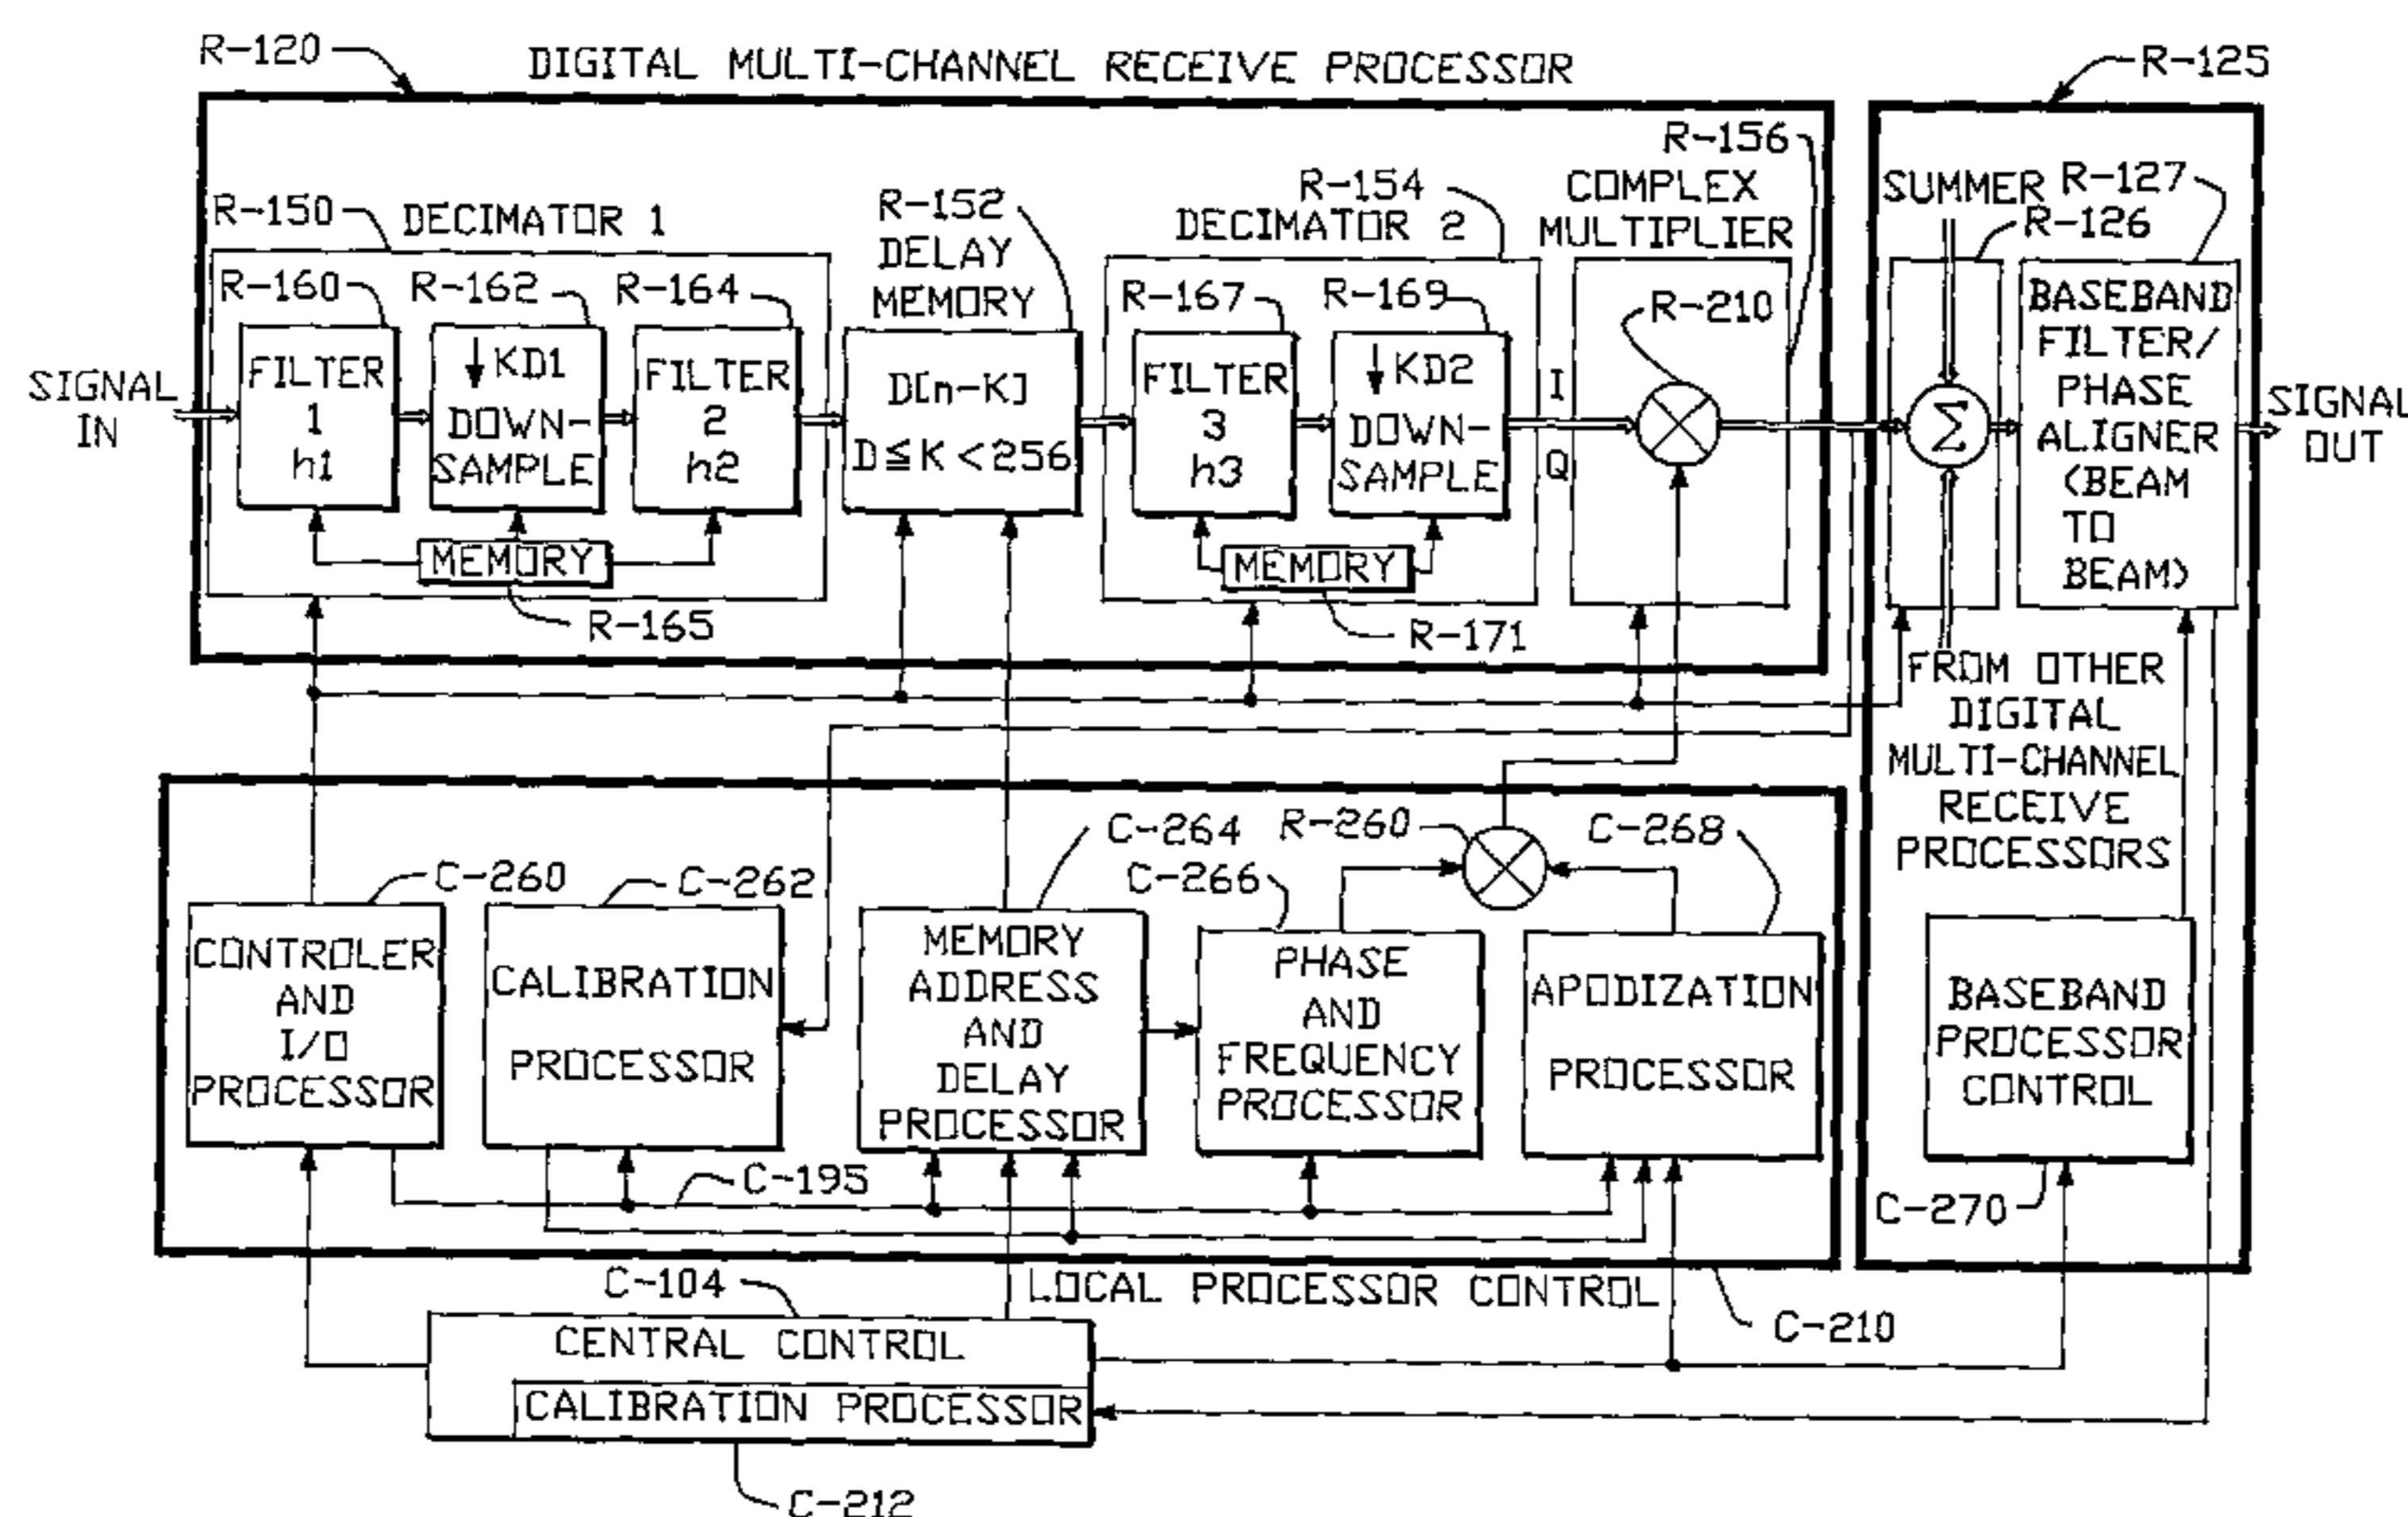 R-120
DIGITAL MULTI-CHANNEL RECEIVE PROCESSOR
R-125
R-156
R-150
DECIMATOR 1
R-152
DELAY
MEMORY
R-154
DECIMATOR 2
COMPLEX
MULTIPLIER
SUMMER
R-127
R-126
R-160
R-162
R-164
R-167
R-169
R-210
SIGNAL
IN
FILTER
1
h1
↓ KD1
DOWN-
SAMPLE
FILTER
2
h2
D[n-K]
D ≦ K < 256
FILTER
3
h3
↓ KD2
DOWN-
SAMPLE
I
Q
Σ
BASEBAND
FILTER/
PHASE
ALIGNER
(BEAM
TO
BEAM)
SIGNAL
OUT
MEMORY
R-165
MEMORY
R-171
FROM OTHER
DIGITAL
MULTI-CHANNEL
RECEIVE
PROCESSORS
C-260
C-262
C-264
C-266
R-260
C-268
CONTROLER
AND
I/O
PROCESSOR
CALIBRATION
PROCESSOR
MEMORY
ADDRESS
AND
DELAY
PROCESSOR
PHASE
AND
FREQUENCY
PROCESSOR
APODIZATION
PROCESSOR
BASEBAND
PROCESSOR
CONTROL
C-195
C-270
C-104
LOCAL PROCESSOR CONTROL
C-210
CENTRAL CONTROL
CALIBRATION PROCESSOR
C-212